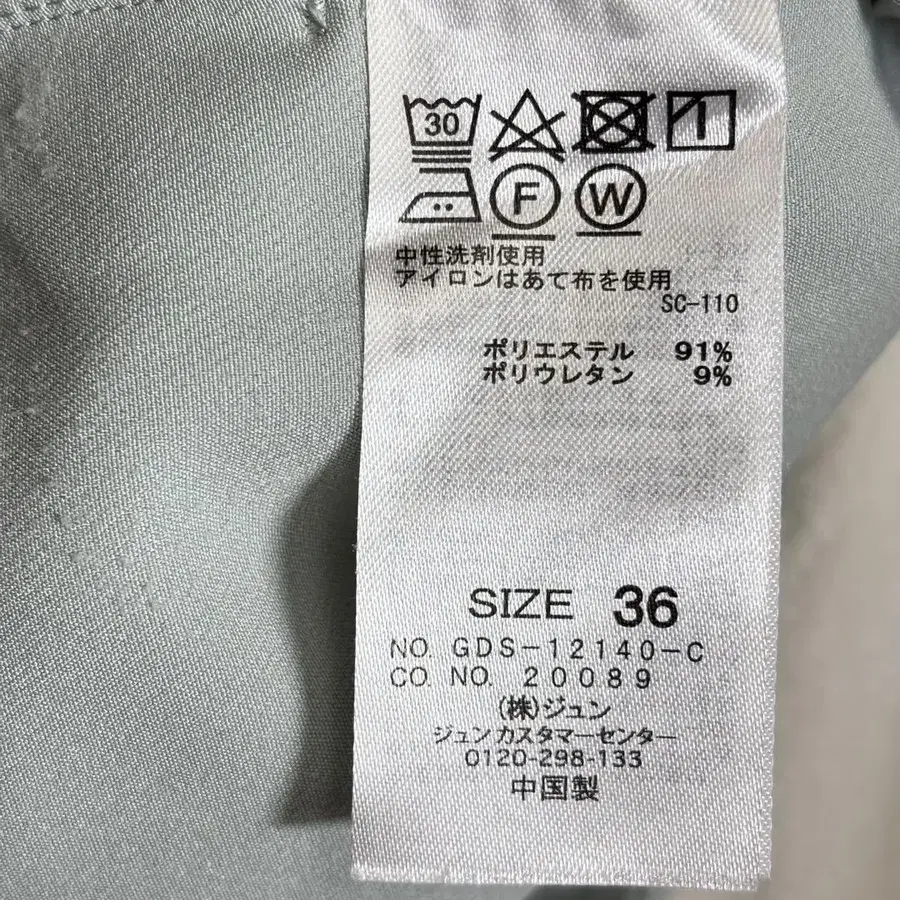 30
F W
中性洗剤使用
アイロンはあて布を使用
SC-110
ポリエステル 91%
ポリウレタン 9%
SIZE 36
NO. GDS-12140-C
CO. NO. 20089
(株)ジュン
ジュンカスタマーセンター
0120-298-133
中国製